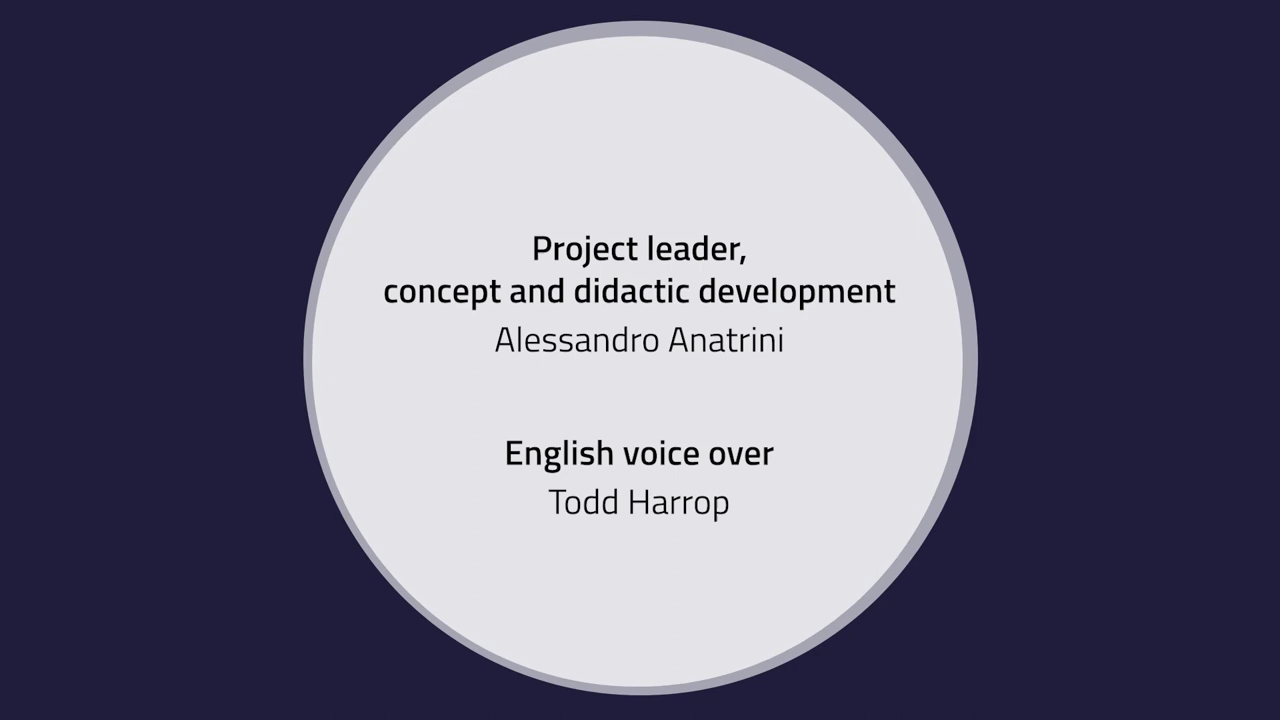 Project leader,
concept and didactic development
Alessandro Anatrini
English voice over
Todd Harrop